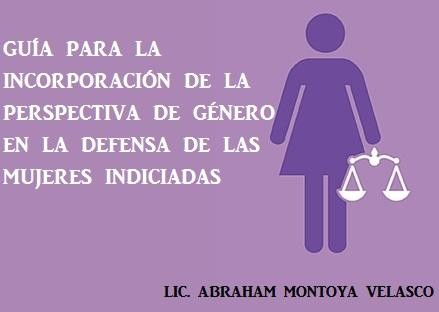 GUÍA PARA LA
INCORPORACIÓN DE LA
PERSPECTIVA DE GÉNERO
EN LA DEFENSA DE LAS
MUJERES INDICIADAS
LIC. ABRAHAM MONTOYA VELASCO